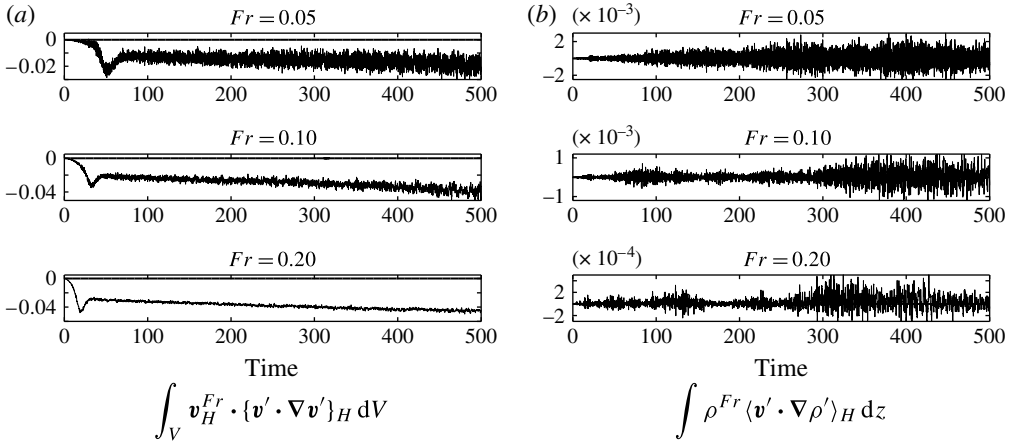 (a) Fr = 0.05
0
−0.02
0 100 200 300 400 500
Fr = 0.10
0
−0.04
0 100 200 300 400 500
Fr = 0.20
0
−0.04
0 100 200 300 400 500
Time
∫_V v_H^{Fr} · {v′ · ∇v′}_H dV
(b) (× 10⁻³) Fr = 0.05
2
−2
0 100 200 300 400 500
(× 10⁻³) Fr = 0.10
1
−1
0 100 200 300 400 500
(× 10⁻⁴) Fr = 0.20
2
−2
0 100 200 300 400 500
Time
∫ ρ^{Fr} ⟨v′ · ∇ρ′⟩_H dz